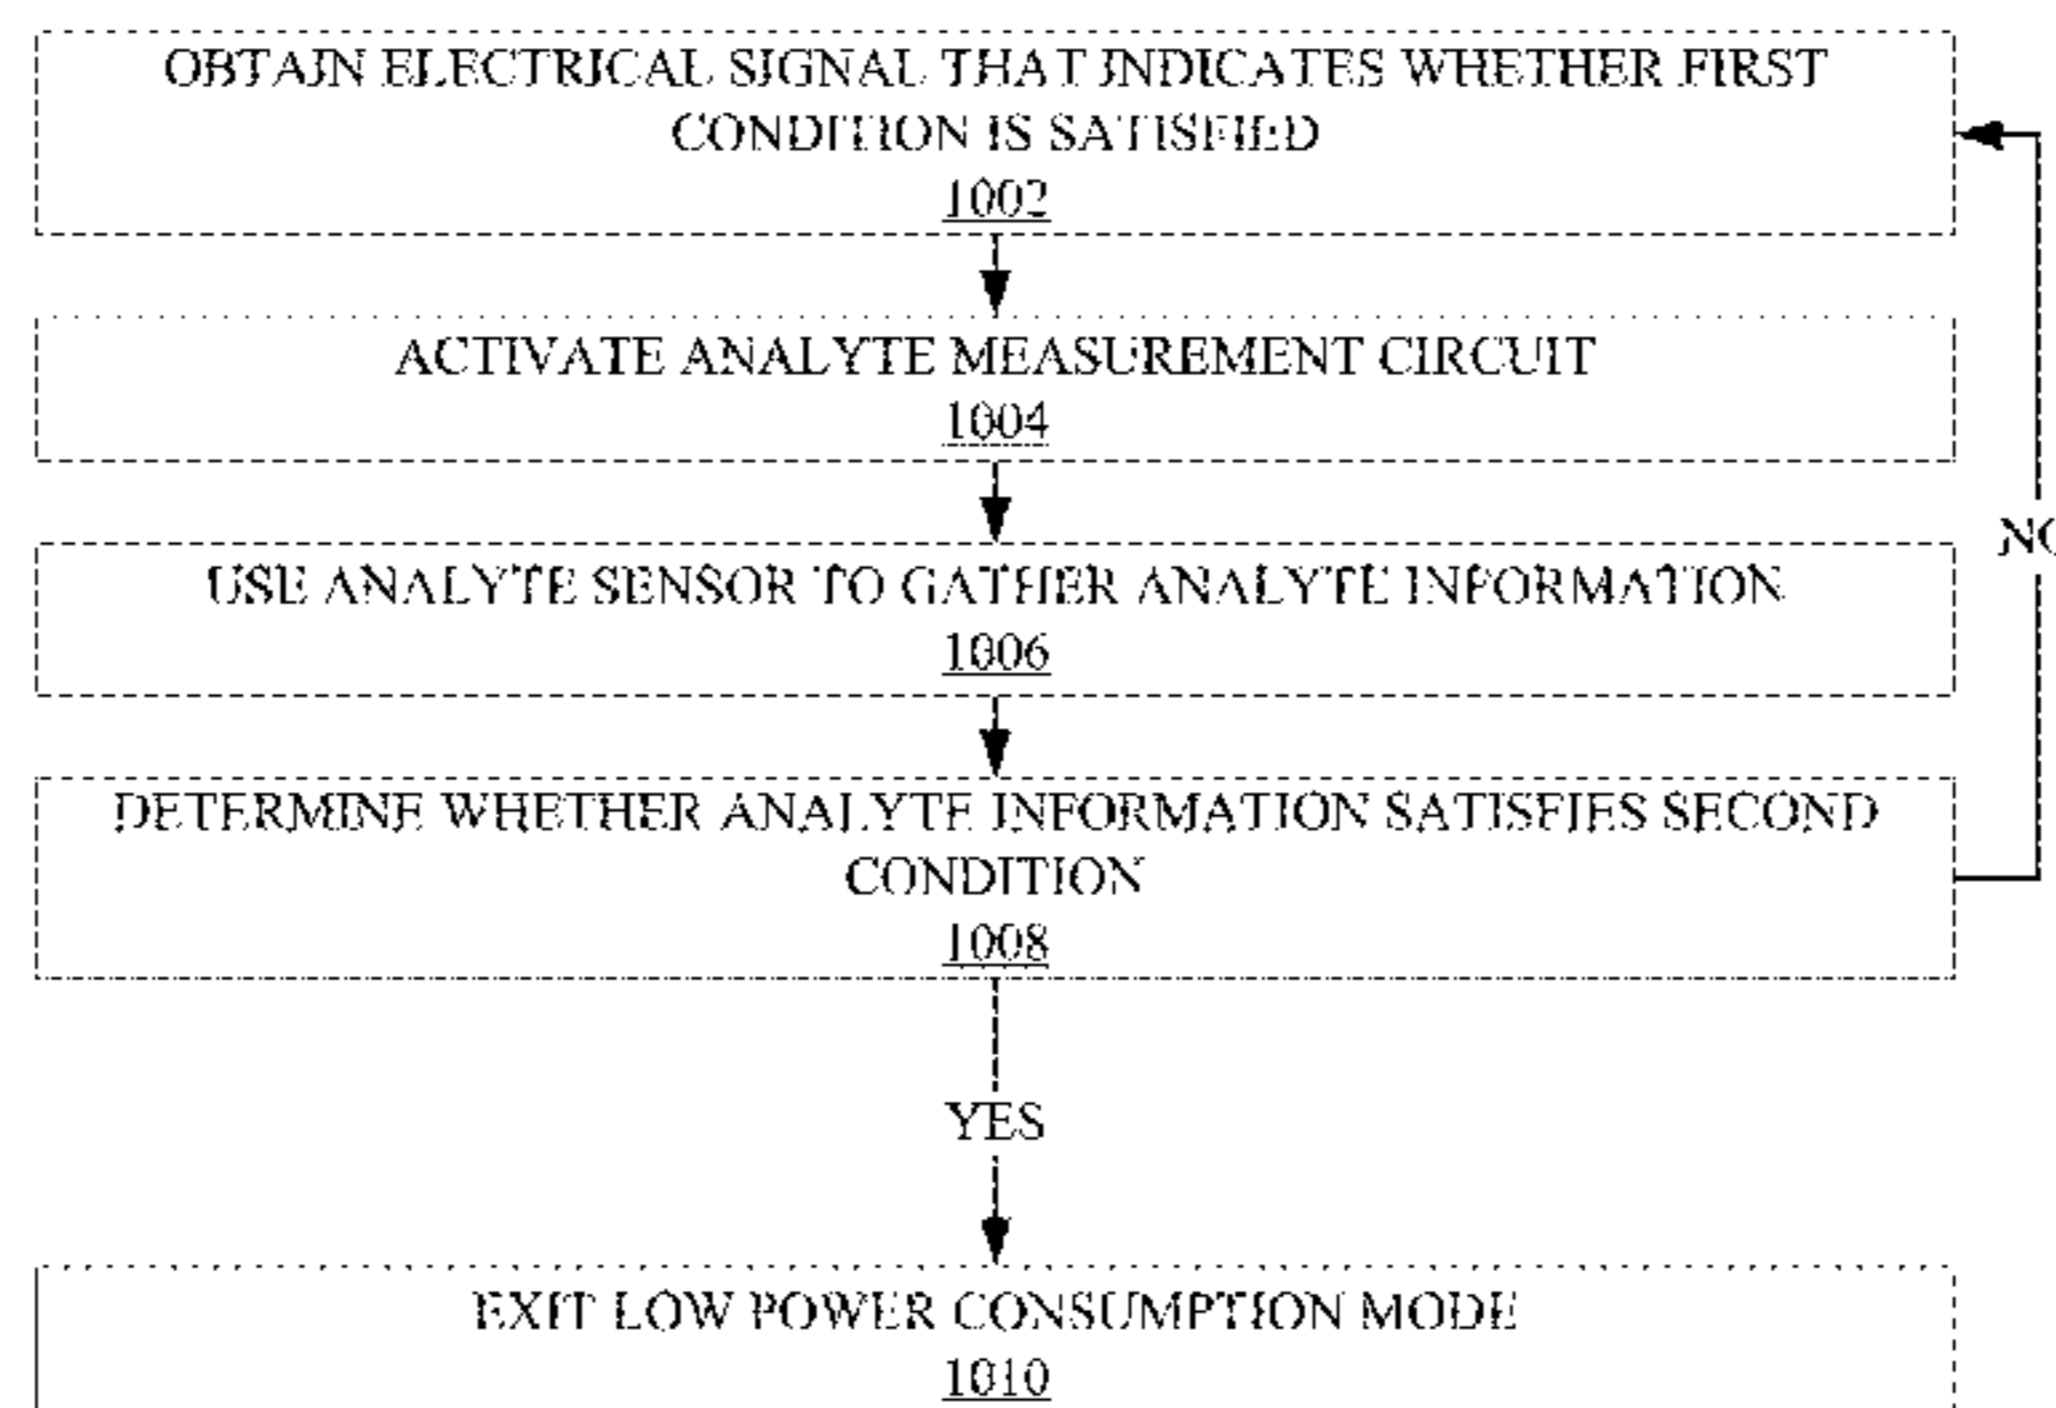 OBTAIN ELECTRICAL SIGNAL THAT INDICATES WHETHER FIRST
CONDITION IS SATISFIED
1002
ACTIVATE ANALYTE MEASUREMENT CIRCUIT
1004
NO
USE ANALYTE SENSOR TO GATHER ANALYTE INFORMATION
1006
DETERMINE WHETHER ANALYTE INFORMATION SATISFIES SECOND
CONDITION
1008
YES
EXIT LOW POWER CONSUMPTION MODE
1010